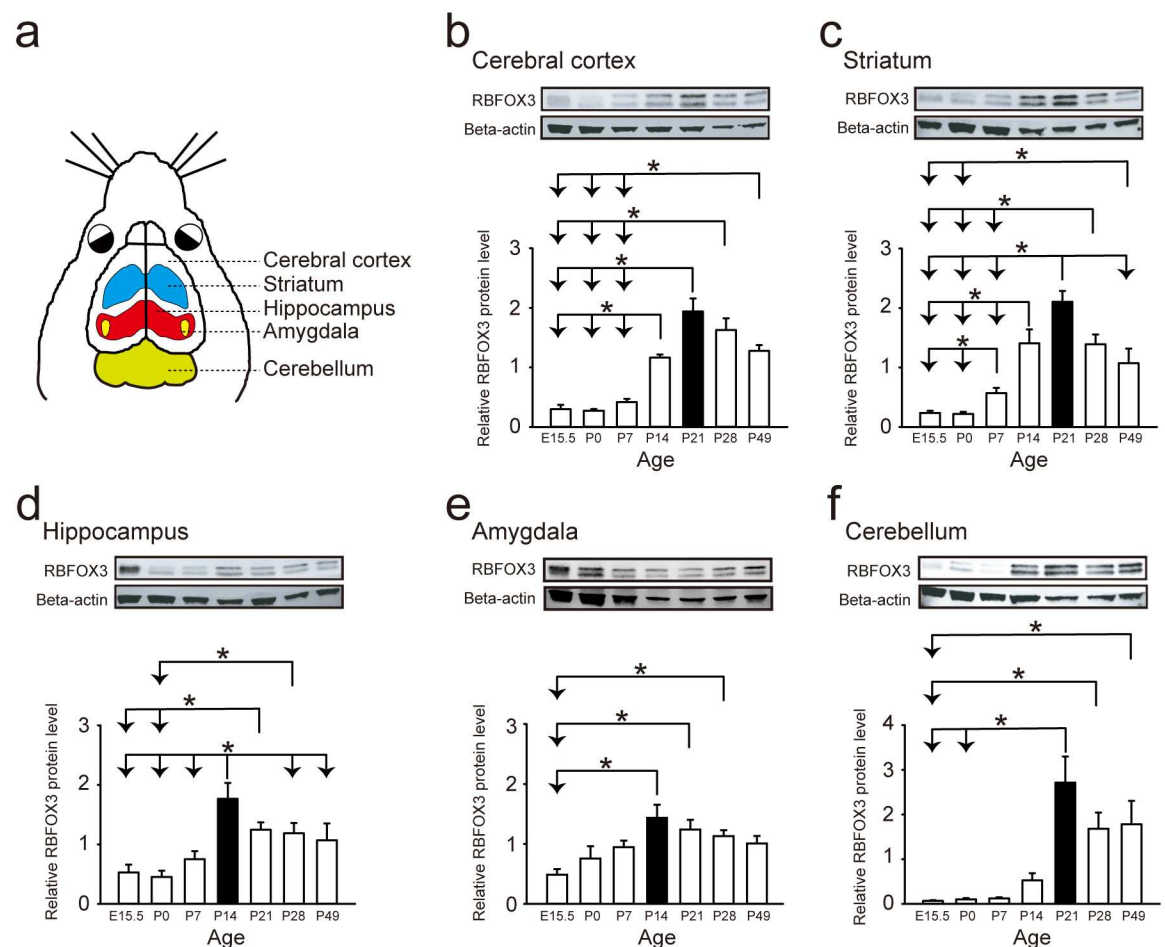 a
Cerebral cortex
Striatum
Hippocampus
Amygdala
Cerebellum
b
Cerebral cortex
RBFOX3
Beta-actin
*
*
*
*
Relative RBFOX3 protein level
3
2
1
0
E15.5 P0 P7 P14 P21 P28 P49
Age
c
Striatum
RBFOX3
Beta-actin
*
*
*
*
*
Relative RBFOX3 protein level
3
2
1
0
E15.5 P0 P7 P14 P21 P28 P49
Age
d
Hippocampus
RBFOX3
Beta-actin
*
*
*
Relative RBFOX3 protein level
3
2
1
0
E15.5 P0 P7 P14 P21 P28 P49
Age
e
Amygdala
RBFOX3
Beta-actin
*
*
*
Relative RBFOX3 protein level
3
2
1
0
E15.5 P0 P7 P14 P21 P28 P49
Age
f
Cerebellum
RBFOX3
Beta-actin
*
*
*
Relative RBFOX3 protein level
4
3
2
1
0
E15.5 P0 P7 P14 P21 P28 P49
Age